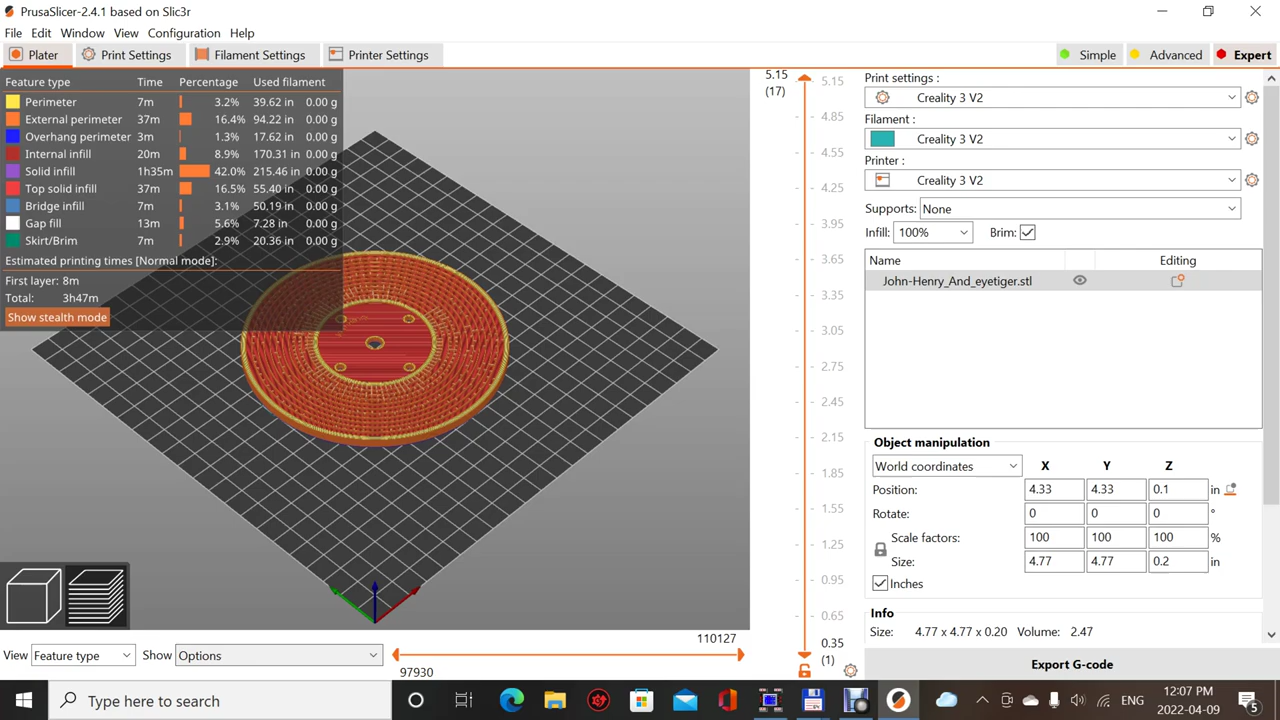 PrusaSlicer-2.4.1 based on Slic3r
File Edit Window View Configuration Help
Plater Print Settings Filament Settings Printer Settings Simple Advanced Expert
Feature type Time Percentage Used filament
Perimeter 7m 3.2% 39.62 in 0.00 g
External perimeter 37m 16.4% 94.22 in 0.00 g
Overhang perimeter 3m 1.3% 17.62 in 0.00 g
Internal infill 20m 8.9% 170.31 in 0.00 g
Solid infill 1h35m 42.0% 215.46 in 0.00 g
Top solid infill 37m 16.5% 55.40 in 0.00 g
Bridge infill 7m 3.1% 50.19 in 0.00 g
Gap fill 13m 5.6% 7.28 in 0.00 g
Skirt/Brim 7m 2.9% 20.36 in 0.00 g
Estimated printing times [Normal mode]:
First layer: 8m
Total: 3h47m
Show stealth mode
5.15
(17)
5.15
4.85
4.55
4.25
3.95
3.65
3.35
3.05
2.75
2.45
2.15
1.85
1.55
1.25
0.95
0.65
0.35
0.35
(1)
Print settings :
Creality 3 V2
Filament :
Creality 3 V2
Printer :
Creality 3 V2
Supports: None
Infill: 100% Brim:
Name Editing
John-Henry_And_eyetiger.stl
Object manipulation
World coordinates X Y Z
Position: 4.33 4.33 0.1 in
Rotate: 0 0 0 °
Scale factors: 100 100 100 %
Size: 4.77 4.77 0.2 in
Inches
Info
Size: 4.77 x 4.77 x 0.20 Volume: 2.47
Export G-code
110127
View Feature type Show Options
97930
Type here to search
ENG
12:07 PM
2022-04-09
5